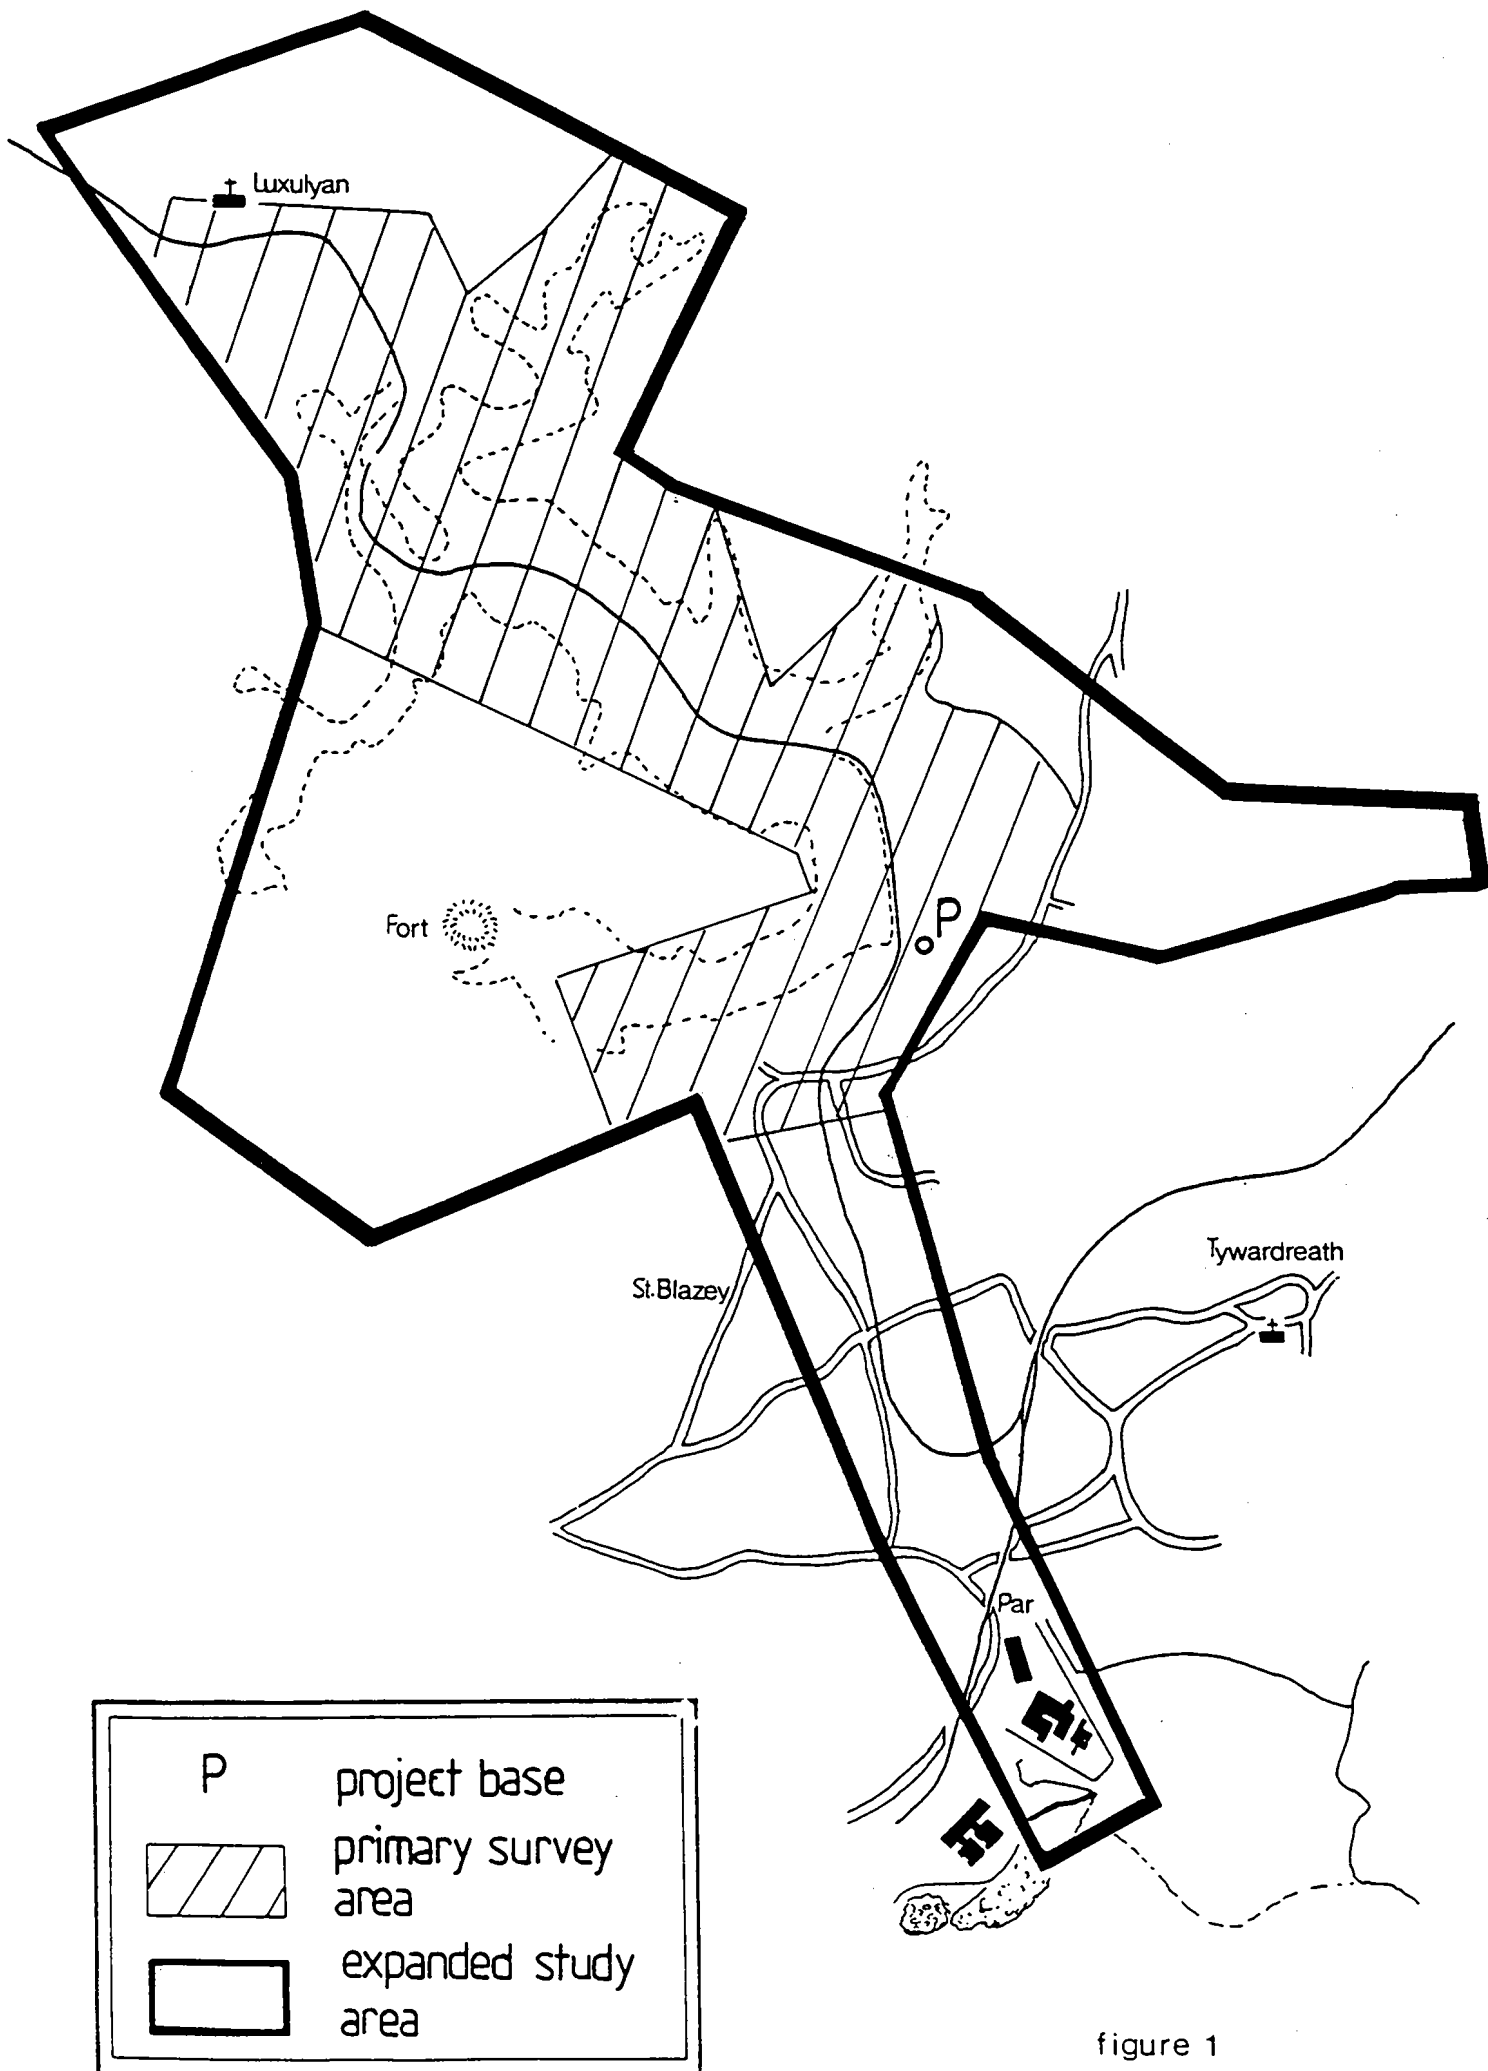 Luxulyan
Fort
P
Tywardreath
St.Blazey
Par
P project base
primary survey
area
expanded study
area
figure 1